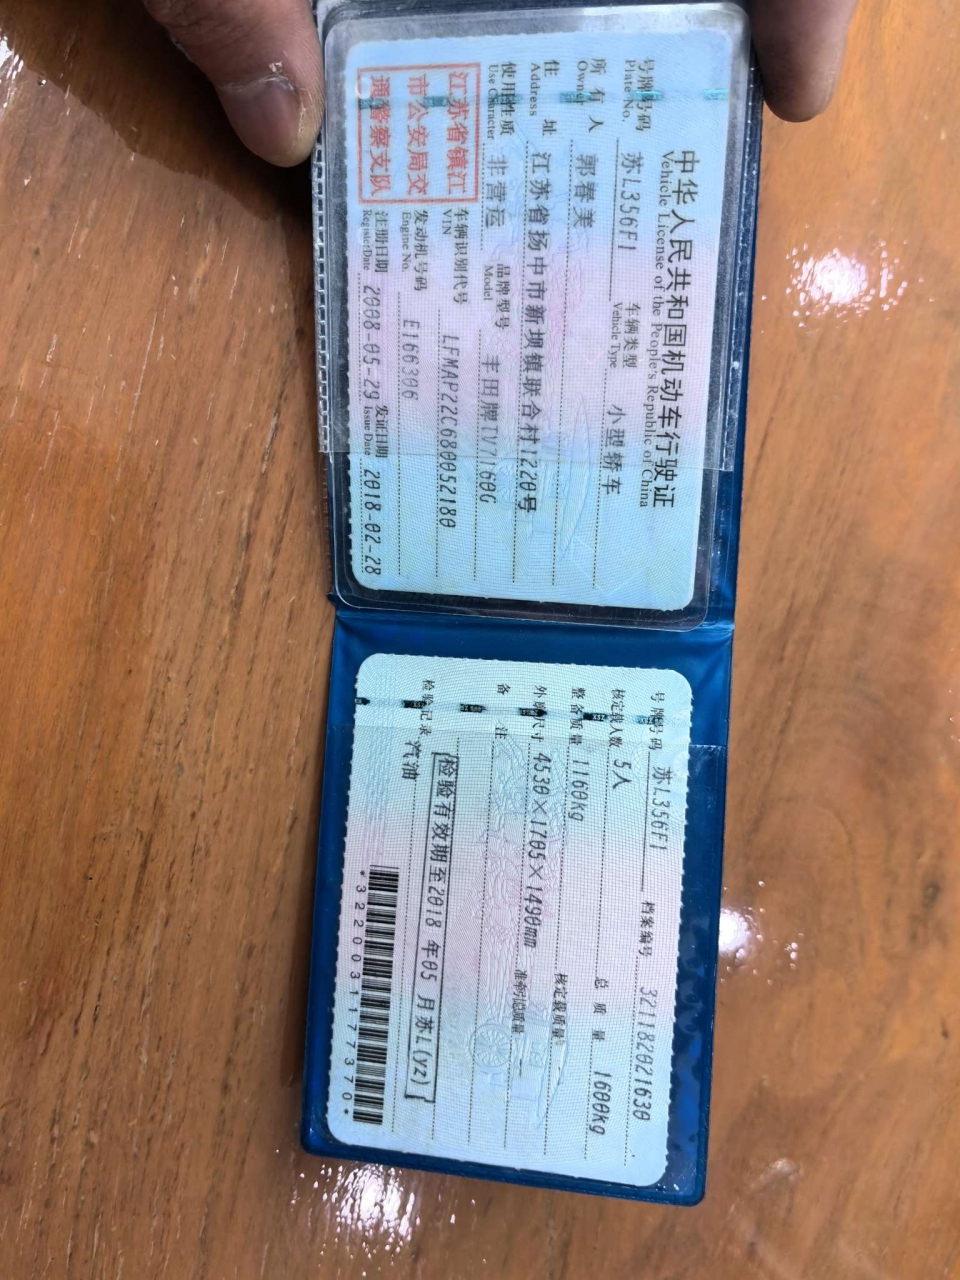 中华人民共和国机动车行驶证
Vehicle License of the People's Republic of China
号牌号码 苏L356F1 车辆类型 小型轿车
Plate No. Vehicle Type
所有人 郭春美
Owner
住址 江苏省扬中市新坝镇联合村1220号
Address
使用性质 非营运 品牌型号 丰田牌TV7160G
Use Character Model
江苏省镇江
市公安局交
通警察支队
车辆识别代号 LFMAP22C680052180
VIN
发动机号码 E166306
Engine No.
注册日期 2008-05-29 发证日期 2018-02-28
Register Date Issue Date
号牌号码 苏L356F1 档案编号 321182021630
核定载人数 5人 总质量 1600kg
整备质量 1160kg 核定载质量 --
外廓尺寸 4530×1705×1490mm 准牵引总质量 --
备注
检验有效期至2018年05月苏L(yz)
检验记录 汽油
*3220031177370*